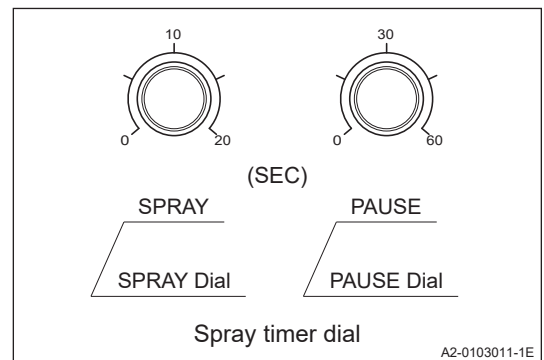 10 30
0 20 0 60
(SEC)
SPRAY PAUSE
SPRAY Dial PAUSE Dial
Spray timer dial
A2-0103011-1E